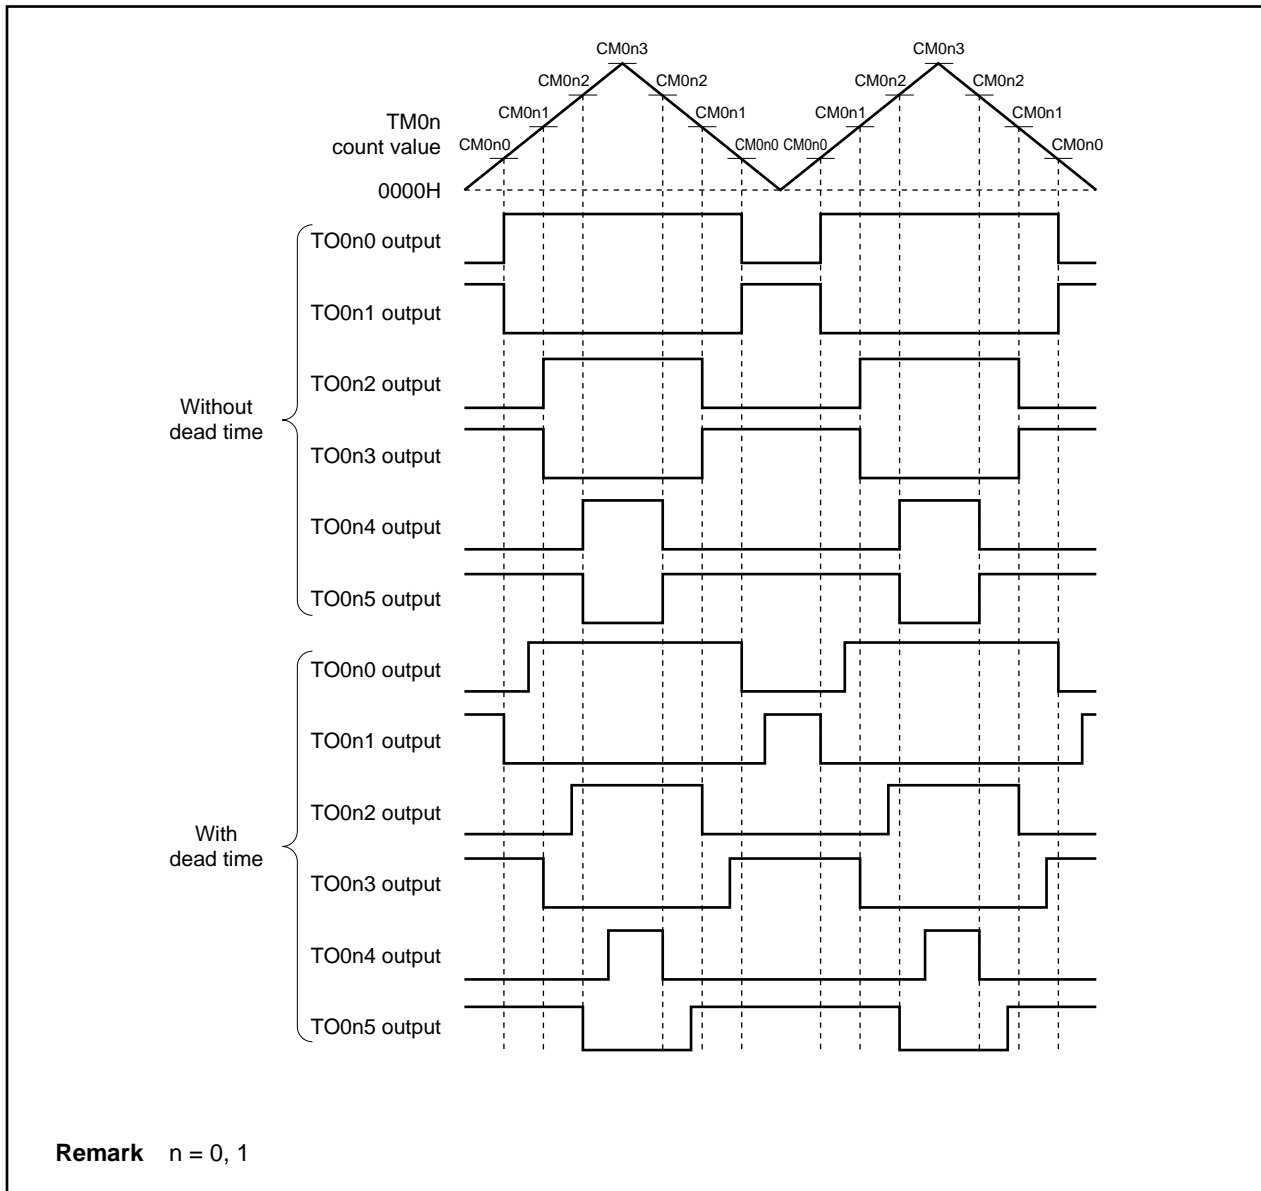 CM0n3 CM0n3
CM0n2 CM0n2 CM0n2 CM0n2
CM0n1 CM0n1 CM0n1 CM0n1
TM0n
count value
CM0n0 CM0n0 CM0n0 CM0n0
0000H
Without
dead time
TO0n0 output
TO0n1 output
TO0n2 output
TO0n3 output
TO0n4 output
TO0n5 output
With
dead time
TO0n0 output
TO0n1 output
TO0n2 output
TO0n3 output
TO0n4 output
TO0n5 output
Remark n = 0, 1